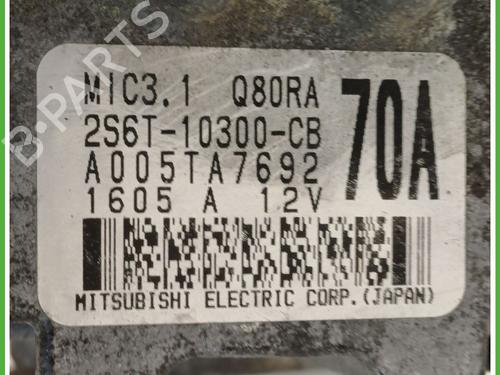 B-PARTS
MIC3.1 Q80RA
2S6T-10300-CB
70A
A005TA7692
1605 A 12V
MITSUBISHI ELECTRIC CORP.(JAPAN)